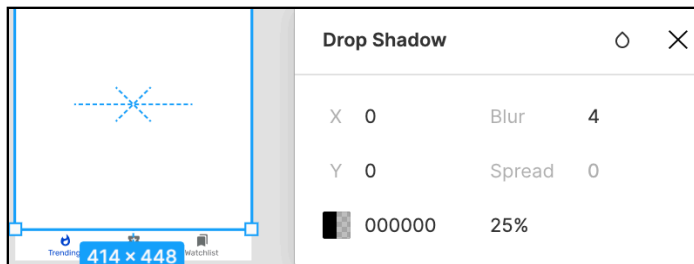 Drop Shadow
X 0 Blur 4
Y 0 Spread 0
000000 25%
Trending Watchlist
414 × 448